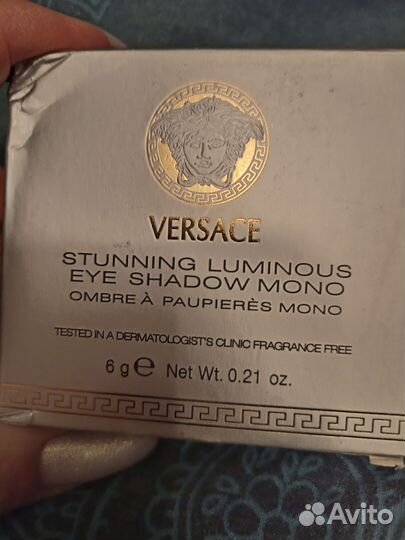 VERSACE
STUNNING LUMINOUS
EYE SHADOW MONO
OMBRE À PAUPIERÈS MONO
TESTED IN A DERMATOLOGIST'S CLINIC FRAGRANCE FREE
6 g ℮ Net Wt. 0.21 oz.
Avito